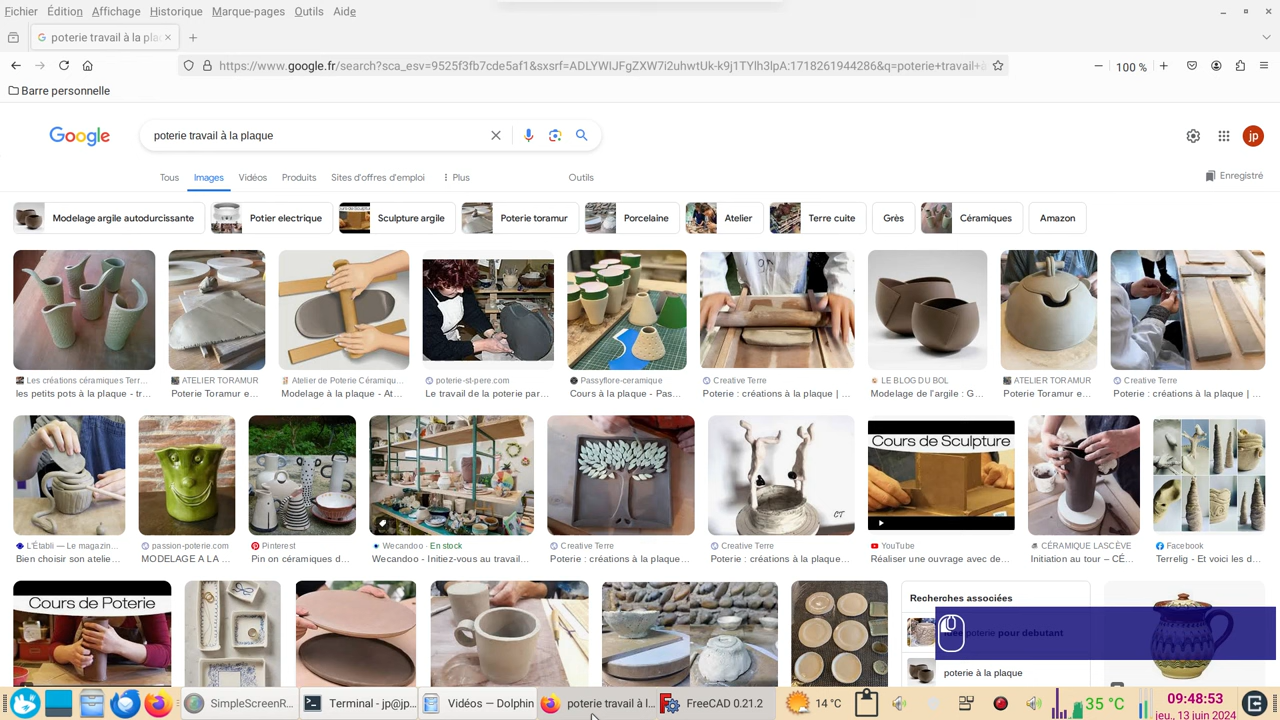 Fichier Édition Affichage Historique Marque-pages Outils Aide
poterie travail à la pla
https://www.google.fr/search?sca_esv=9525f3fb7cde5af1&sxsrf=ADLYWIJFgZXW7i2uhwtUk-k9j1TYlh3lpA:1718261944286&q=poterie+travail+à
100 %
Barre personnelle
Google
poterie travail à la plaque
jp
Tous Images Vidéos Produits Sites d'offres d'emploi Plus Outils
Enregistré
Modelage argile autodurcissante Potier electrique Sculpture argile Poterie toramur Porcelaine Atelier Terre cuite Grès Céramiques Amazon
Les créations céramiques Terr... ATELIER TORAMUR Atelier de Poterie Céramiqu... poterie-st-pere.com Passyflore-ceramique Creative Terre LE BLOG DU BOL ATELIER TORAMUR Creative Terre
les petits pots à la plaque - tr... Poterie Toramur e... Modelage à la plaque - At... Le travail de la poterie par... Cours à la plaque - Pas... Poterie : créations à la plaque | ... Modelage de l'argile : G... Poterie Toramur e... Poterie : créations à la plaque | ...
Cours de Sculpture
CT
L'Établi — Le magazin... passion-poterie.com Pinterest Wecandoo · En stock Creative Terre Creative Terre YouTube CÉRAMIQUE LASCÈVE Facebook
Bien choisir son atelie... MODELAGE A LA ... Pin on céramiques d... Wecandoo - Initiez-vous au travail... Poterie : créations à la plaque... Poterie : créations à la plaque... Réaliser une ouvrage avec de... Initiation au tour – CÉ... Terrelig - Et voici les d...
Cours de Poterie
Recherches associées
poterie pour debutant
poterie à la plaque
SimpleScreenR... Terminal - jp@jp... Vidéos — Dolphin poterie travail à l... FreeCAD 0.21.2 14 °C 35 °C
09:48:53
jeu., 13 juin 2024